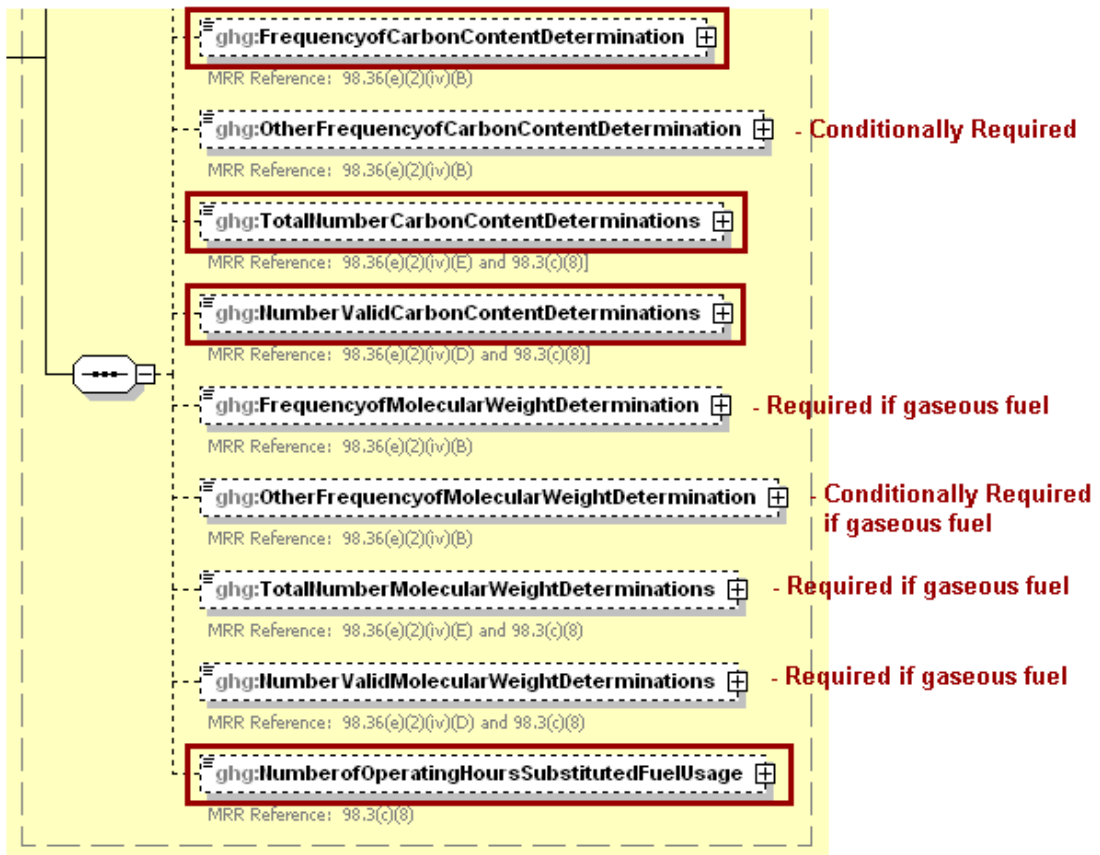 ghg:FrequencyofCarbonContentDetermination
MRR Reference: 98.36(e)(2)(iv)(B)
ghg:OtherFrequencyofCarbonContentDetermination - Conditionally Required
MRR Reference: 98.36(e)(2)(iv)(B)
ghg:TotalNumberCarbonContentDeterminations
MRR Reference: 98.36(e)(2)(iv)(E) and 98.3(c)(8)]
ghg:NumberValidCarbonContentDeterminations
MRR Reference: 98.36(e)(2)(iv)(D) and 98.3(c)(8)]
ghg:FrequencyofMolecularWeightDetermination - Required if gaseous fuel
MRR Reference: 98.36(e)(2)(iv)(B)
ghg:OtherFrequencyofMolecularWeightDetermination - Conditionally Required
if gaseous fuel
MRR Reference: 98.36(e)(2)(iv)(B)
ghg:TotalNumberMolecularWeightDeterminations - Required if gaseous fuel
MRR Reference: 98.36(e)(2)(iv)(E) and 98.3(c)(8)
ghg:NumberValidMolecularWeightDeterminations - Required if gaseous fuel
MRR Reference: 98.36(e)(2)(iv)(D) and 98.3(c)(8)
ghg:NumberofOperatingHoursSubstitutedFuelUsage
MRR Reference: 98.3(c)(8)